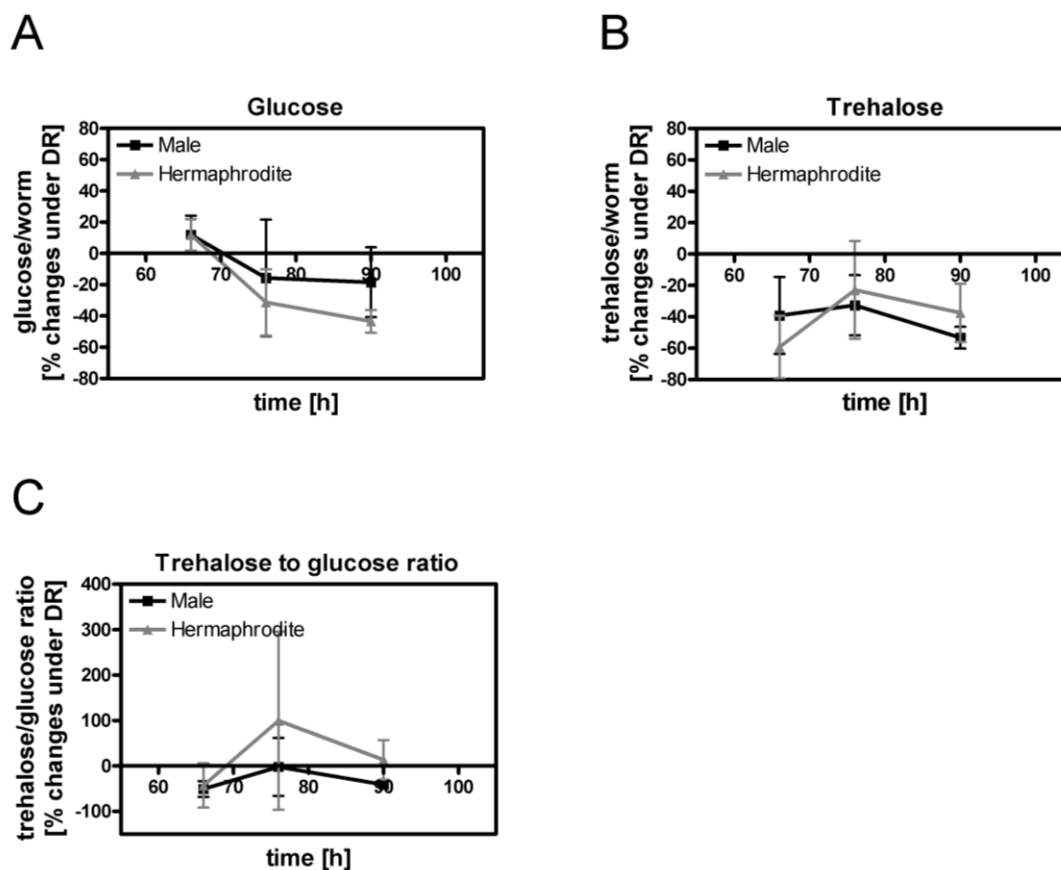 A
Glucose
glucose/worm
[% changes under DR]
80
60
40
20
0
-20
-40
-60
-80
Male
Hermaphrodite
60
70
80
90
100
time [h]
B
Trehalose
trehalose/worm
[% changes under DR]
80
60
40
20
0
-20
-40
-60
-80
Male
Hermaphrodite
60
70
80
90
100
time [h]
C
Trehalose to glucose ratio
trehalose/glucose ratio
[% changes under DR]
400
300
200
100
0
-100
Male
Hermaphrodite
60
70
80
90
100
time [h]